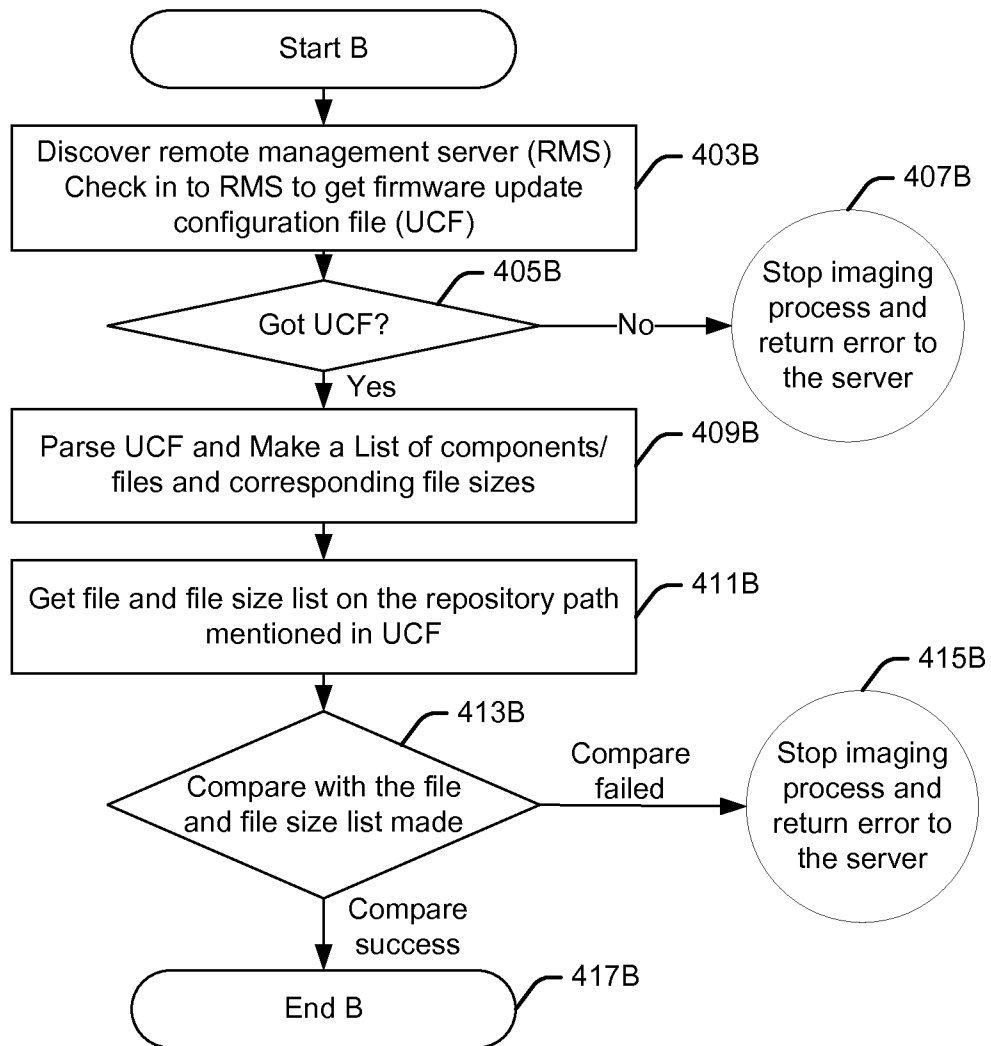 Start B
Discover remote management server (RMS)
Check in to RMS to get firmware update
configuration file (UCF)
403B
407B
405B
Got UCF?
No
Stop imaging
process and
return error to
the server
Yes
Parse UCF and Make a List of components/
files and corresponding file sizes
409B
Get file and file size list on the repository path
mentioned in UCF
411B
415B
413B
Compare with the file
and file size list made
Compare
failed
Stop imaging
process and
return error to
the server
Compare
success
End B
417B